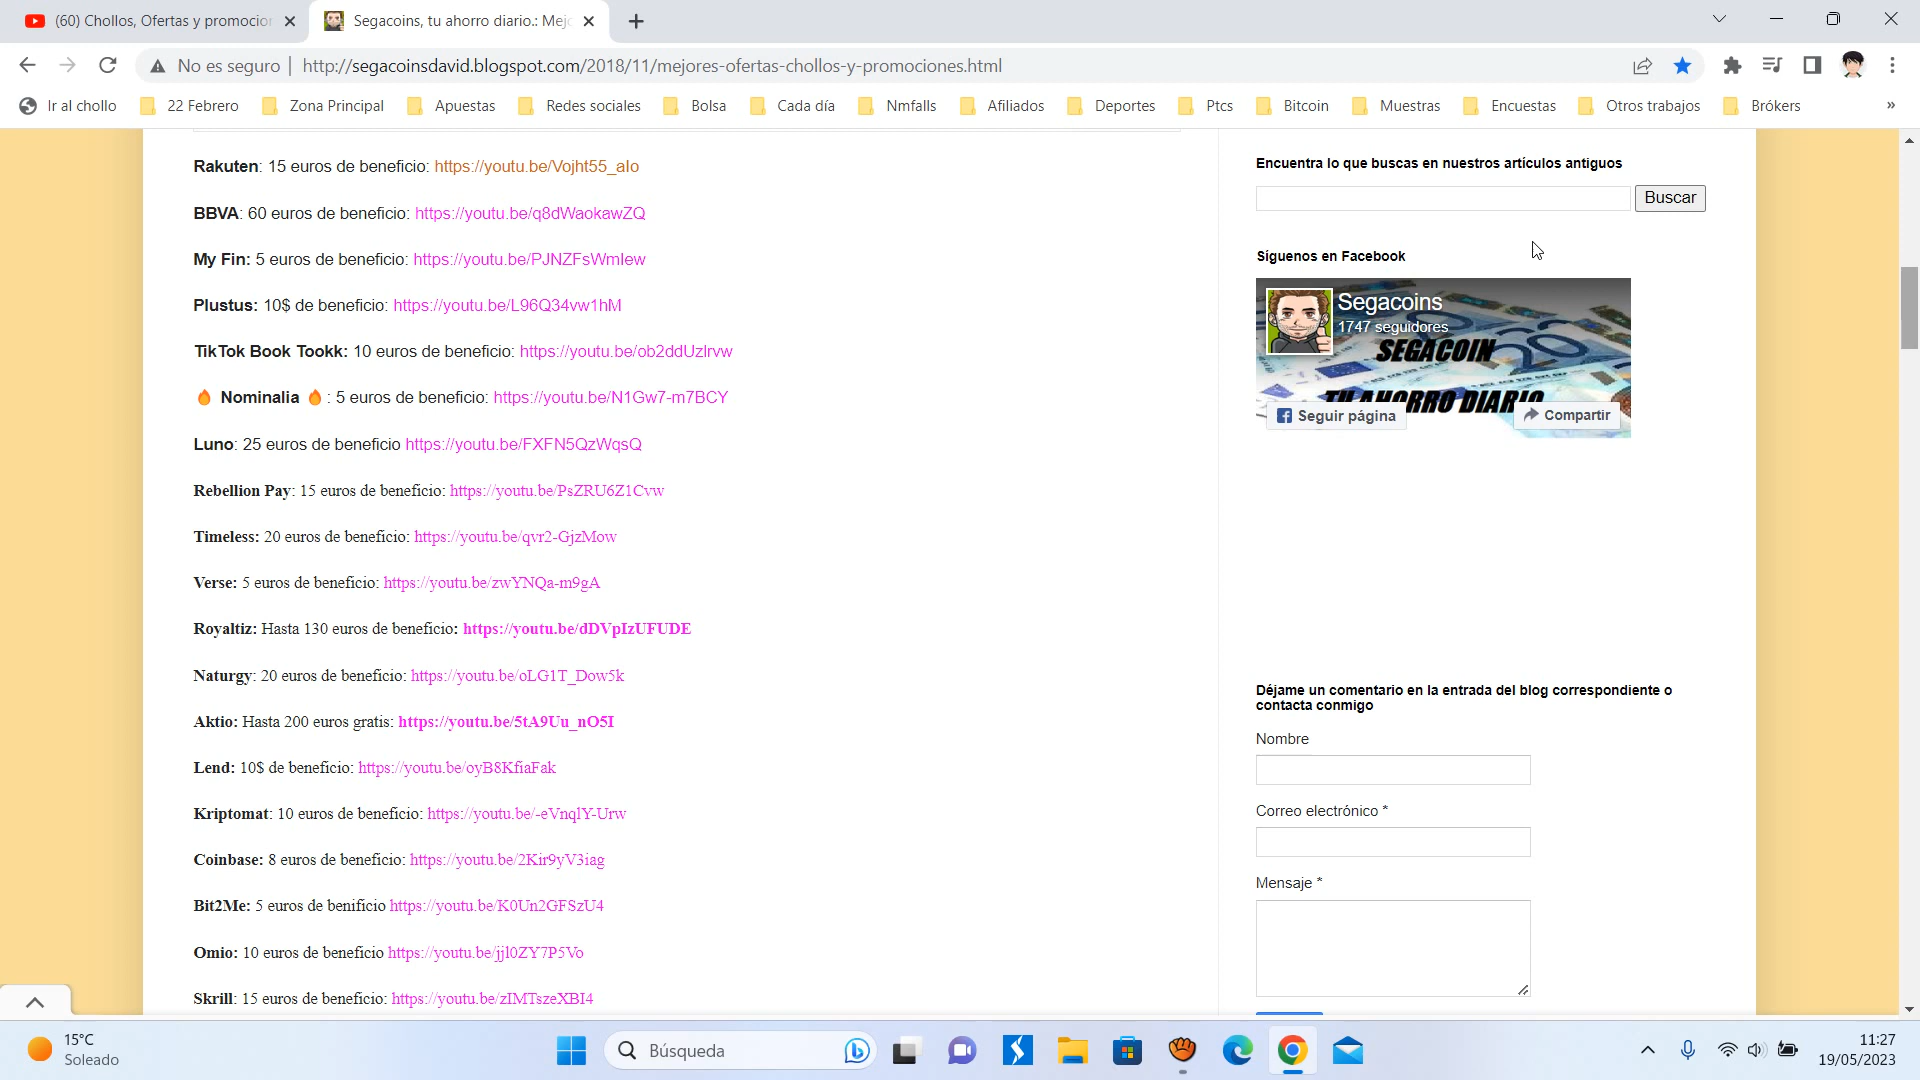 (60) Chollos, Ofertas y promocion
Segacoins, tu ahorro diario.: Mejo
No es seguro | http://segacoinsdavid.blogspot.com/2018/11/mejores-ofertas-chollos-y-promociones.html
Ir al chollo
22 Febrero
Zona Principal
Apuestas
Redes sociales
Bolsa
Cada día
Nmfalls
Afiliados
Deportes
Ptcs
Bitcoin
Muestras
Encuestas
Otros trabajos
Brókers
»
Rakuten: 15 euros de beneficio: https://youtu.be/Vojht55_aIo
BBVA: 60 euros de beneficio: https://youtu.be/q8dWaokawZQ
My Fin: 5 euros de beneficio: https://youtu.be/PJNZFsWmIew
Plustus: 10$ de beneficio: https://youtu.be/L96Q34vw1hM
TikTok Book Tookk: 10 euros de beneficio: https://youtu.be/ob2ddUzIrvw
🔥 Nominalia 🔥: 5 euros de beneficio: https://youtu.be/N1Gw7-m7BCY
Luno: 25 euros de beneficio https://youtu.be/FXFN5QzWqsQ
Rebellion Pay: 15 euros de beneficio: https://youtu.be/PsZRU6Z1Cvw
Timeless: 20 euros de beneficio: https://youtu.be/qvr2-GjzMow
Verse: 5 euros de beneficio: https://youtu.be/zwYNQa-m9gA
Royaltiz: Hasta 130 euros de beneficio: https://youtu.be/dDVpIzUFUDE
Naturgy: 20 euros de beneficio: https://youtu.be/oLG1T_Dow5k
Aktio: Hasta 200 euros gratis: https://youtu.be/5tA9Uu_nO5I
Lend: 10$ de beneficio: https://youtu.be/oyB8KfiaFak
Kriptomat: 10 euros de beneficio: https://youtu.be/-eVnqlY-Urw
Coinbase: 8 euros de beneficio: https://youtu.be/2Kir9yV3iag
Bit2Me: 5 euros de benificio https://youtu.be/K0Un2GFSzU4
Omio: 10 euros de beneficio https://youtu.be/jjl0ZY7P5Vo
Skrill: 15 euros de beneficio: https://youtu.be/zIMTszeXBI4
Encuentra lo que buscas en nuestros artículos antiguos
Buscar
Síguenos en Facebook
Segacoins
1747 seguidores
SEGACOIN
20
TU AHORRO DIARIO
Seguir página
Compartir
Déjame un comentario en la entrada del blog correspondiente o
contacta conmigo
Nombre
Correo electrónico *
Mensaje *
15°C
Soleado
Búsqueda
11:27
19/05/2023